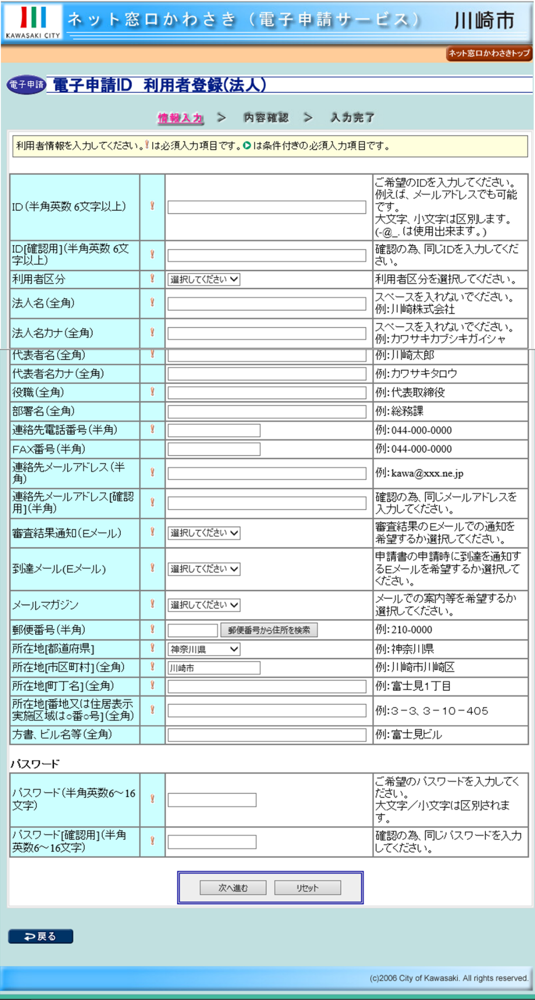 KAWASAKI CITY
ネット窓口かわさき（電子申請サービス）
川崎市
ネット窓口かわさきトップ
電子申請
電子申請ID 利用者登録(法人)
情報入力 > 内容確認 > 入力完了
利用者情報を入力してください。!は必須入力項目です。は条件付きの必須入力項目です。
ID（半角英数 6文字以上）
!
ご希望のIDを入力してください。
例えば、メールアドレスでも可能
です。
大文字、小文字は区別します。
(-@_. は使用出来ます。)
ID[確認用](半角英数 6文
字以上)
!
確認の為、同じIDを入力してくだ
さい。
利用者区分
!
選択してください
利用者区分を選択してください。
法人名(全角)
!
スペースを入れないでください。
例：川崎株式会社
法人名カナ(全角)
!
スペースを入れないでください。
例：カワサキカブシキガイシャ
代表者名(全角)
!
例：川崎太郎
代表者名カナ(全角)
例：カワサキタロウ
役職(全角)
!
例：代表取締役
部署名(全角)
例：総務課
連絡先電話番号(半角)
!
例：044-000-0000
FAX番号(半角)
例：044-000-0000
連絡先メールアドレス(半
角)
!
例：kawa@xxx.ne.jp
連絡先メールアドレス[確認
用](半角)
!
確認の為、同じメールアドレスを
入力してください。
審査結果通知(Eメール)
!
選択してください
審査結果のEメールでの通知を
希望するか選択してください。
到達メール(Eメール)
!
選択してください
申請書の申請時に到達を通知す
るEメールを希望するか選択して
ください。
メールマガジン
!
選択してください
メールでの案内等を希望するか
選択してください。
郵便番号(半角)
!
郵便番号から住所を検索
例：210-0000
所在地[都道府県]
!
神奈川県
例：神奈川県
所在地[市区町村](全角)
!
川崎市
例：川崎市川崎区
所在地[町丁名](全角)
!
例：富士見1丁目
所在地[番地又は住居表示
実施区域は○番○号](全角)
!
例：３－３、３－１０－４０５
方書、ビル名等(全角)
例：富士見ビル
パスワード
パスワード(半角英数6～16
文字)
!
ご希望のパスワードを入力してく
ださい。
大文字／小文字は区別されま
す。
パスワード[確認用](半角
英数6～16文字)
!
確認の為、同じパスワードを入力
してください。
次へ進む
リセット
戻る
(c)2006 City of Kawasaki. All rights reserved.